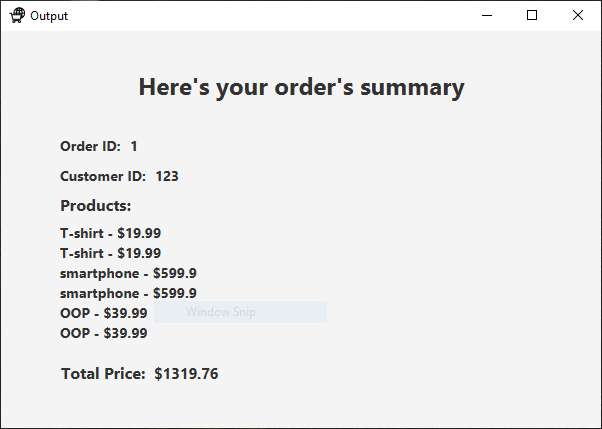 Output
Here's your order's summary
Order ID: 1
Customer ID: 123
Products:
T-shirt - $19.99
T-shirt - $19.99
smartphone - $599.9
smartphone - $599.9
OOP - $39.99
Window Snip
OOP - $39.99
Total Price: $1319.76